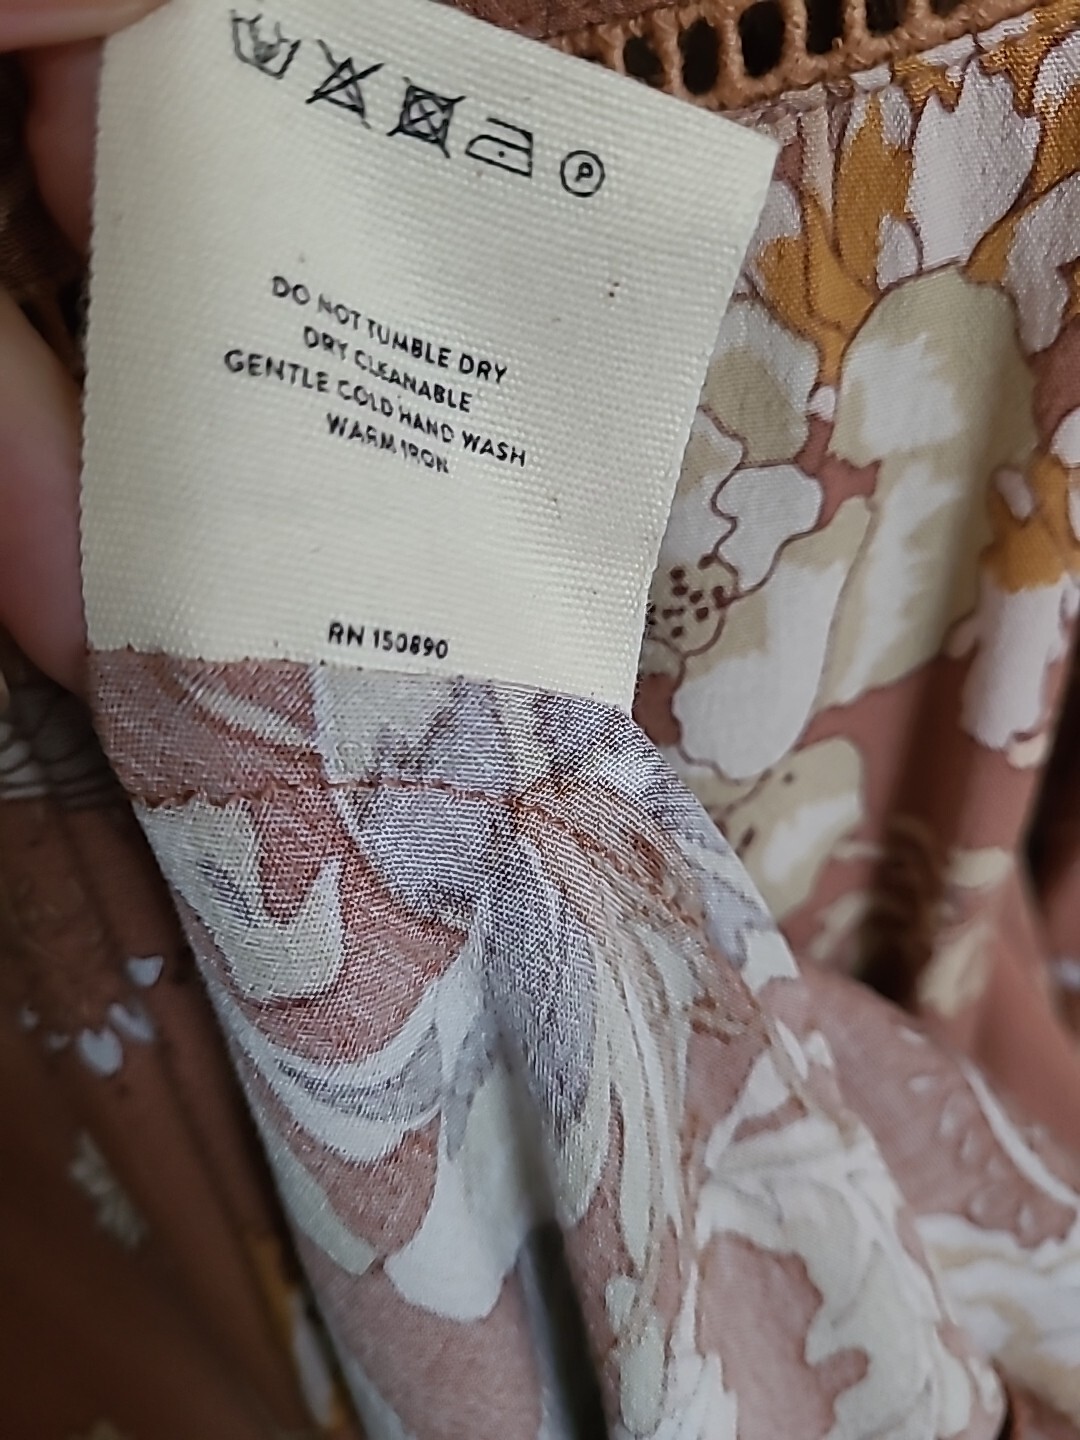 P
DO NOT TUMBLE DRY
DRY CLEANABLE
GENTLE COLD HAND WASH
WARM IRON
RN 150890